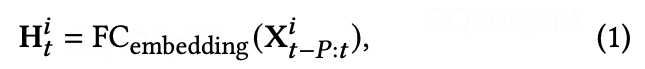 H_t^i = FC_embedding(X_{t−P:t}^i), (1)